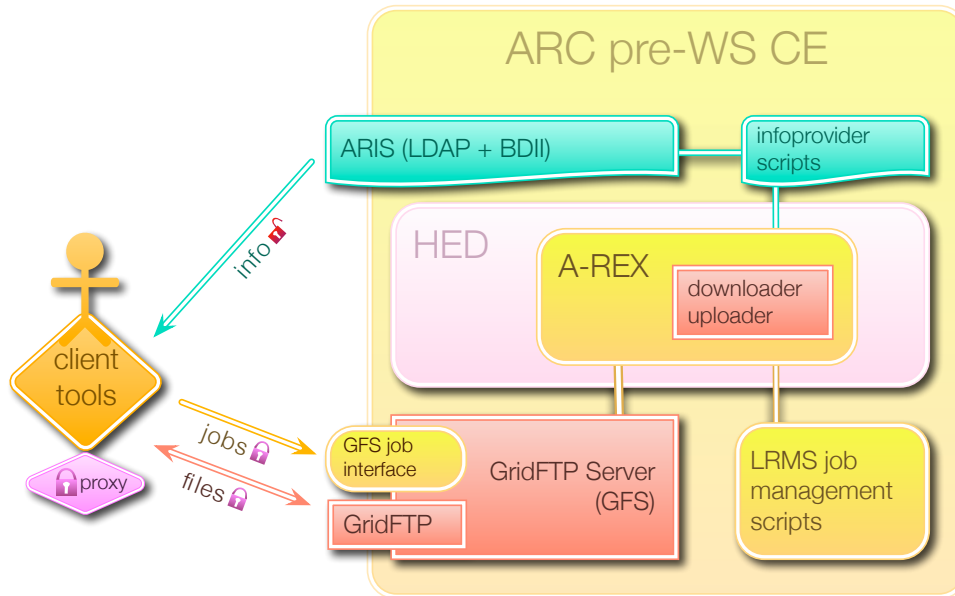 ARC pre-WS CE
ARIS (LDAP + BDII)
infoprovider
scripts
info
HED
A-REX
downloader
uploader
client
tools
proxy
jobs
files
GFS job
interface
GridFTP
GridFTP Server
(GFS)
LRMS job
management
scripts